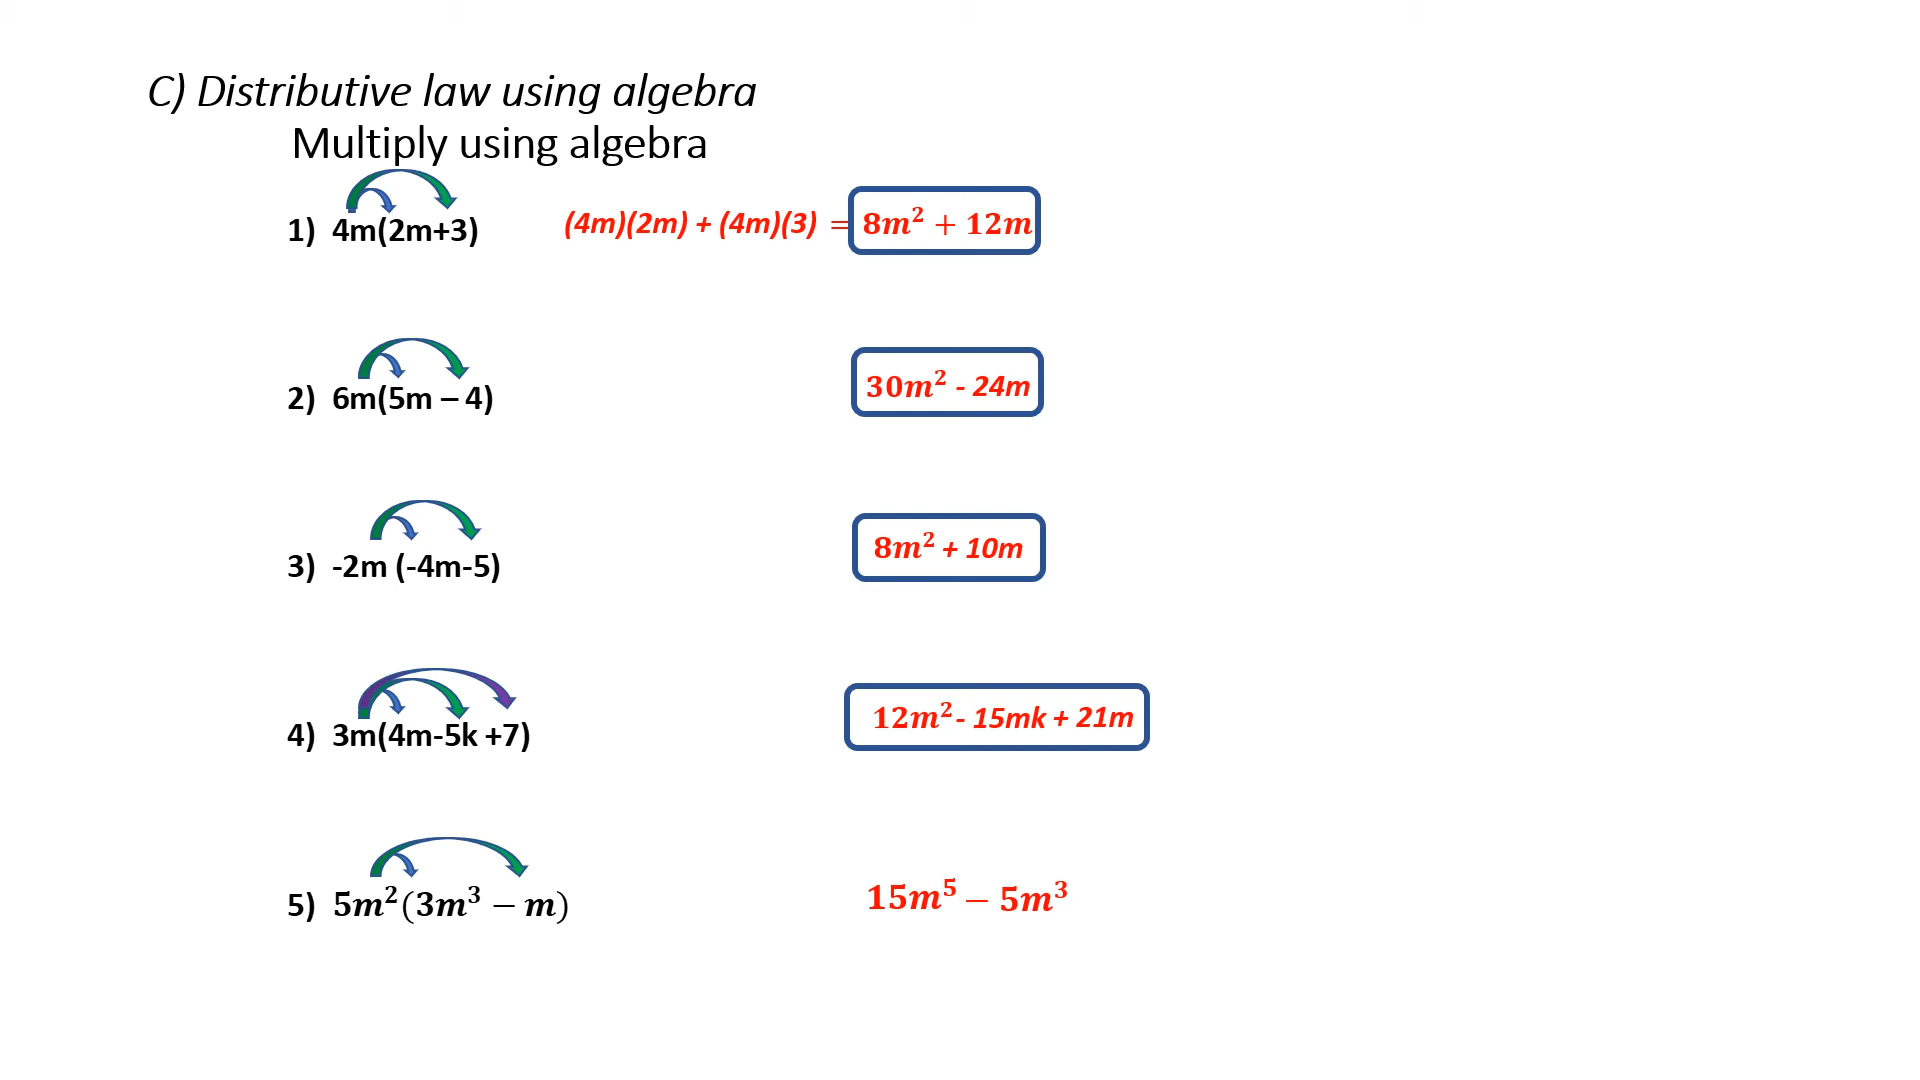 C) Distributive law using algebra
Multiply using algebra
1) 4m(2m+3) (4m)(2m) + (4m)(3) = 8m² + 12m
2) 6m(5m – 4) 30m² - 24m
3) -2m (-4m-5) 8m² + 10m
4) 3m(4m-5k +7) 12m² - 15mk + 21m
5) 5m²(3m³ − m) 15m⁵ − 5m³